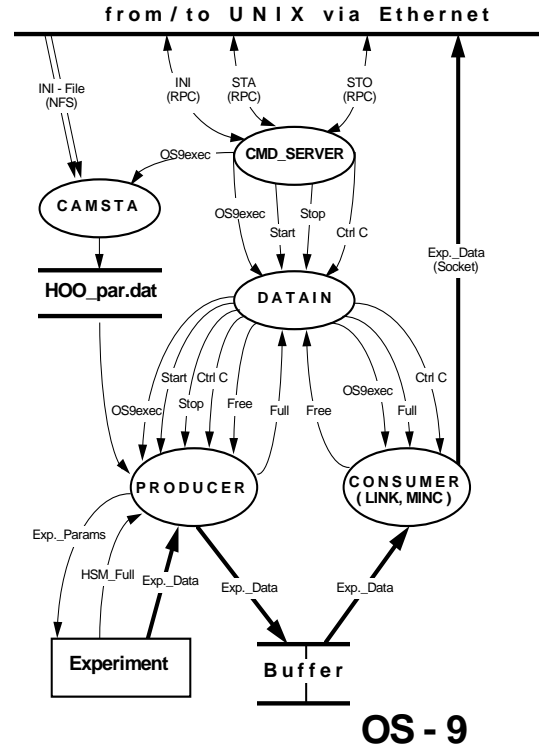 from / to UNIX via Ethernet
INI - File
(NFS)
INI
(RPC)
STA
(RPC)
STO
(RPC)
OS9exec
CMD_SERVER
CAMSTA
OS9exec
Start
Stop
Ctrl C
Exp._Data
(Socket)
HOO_par.dat
DATAIN
OS9exec
Start
Stop
Ctrl C
Free
Full
Free
OS9exec
Full
Ctrl C
PRODUCER
CONSUMER
( LINK, MINC )
Exp._Params
HSM_Full
Exp._Data
Exp._Data
Exp._Data
Experiment
Buffer
OS - 9